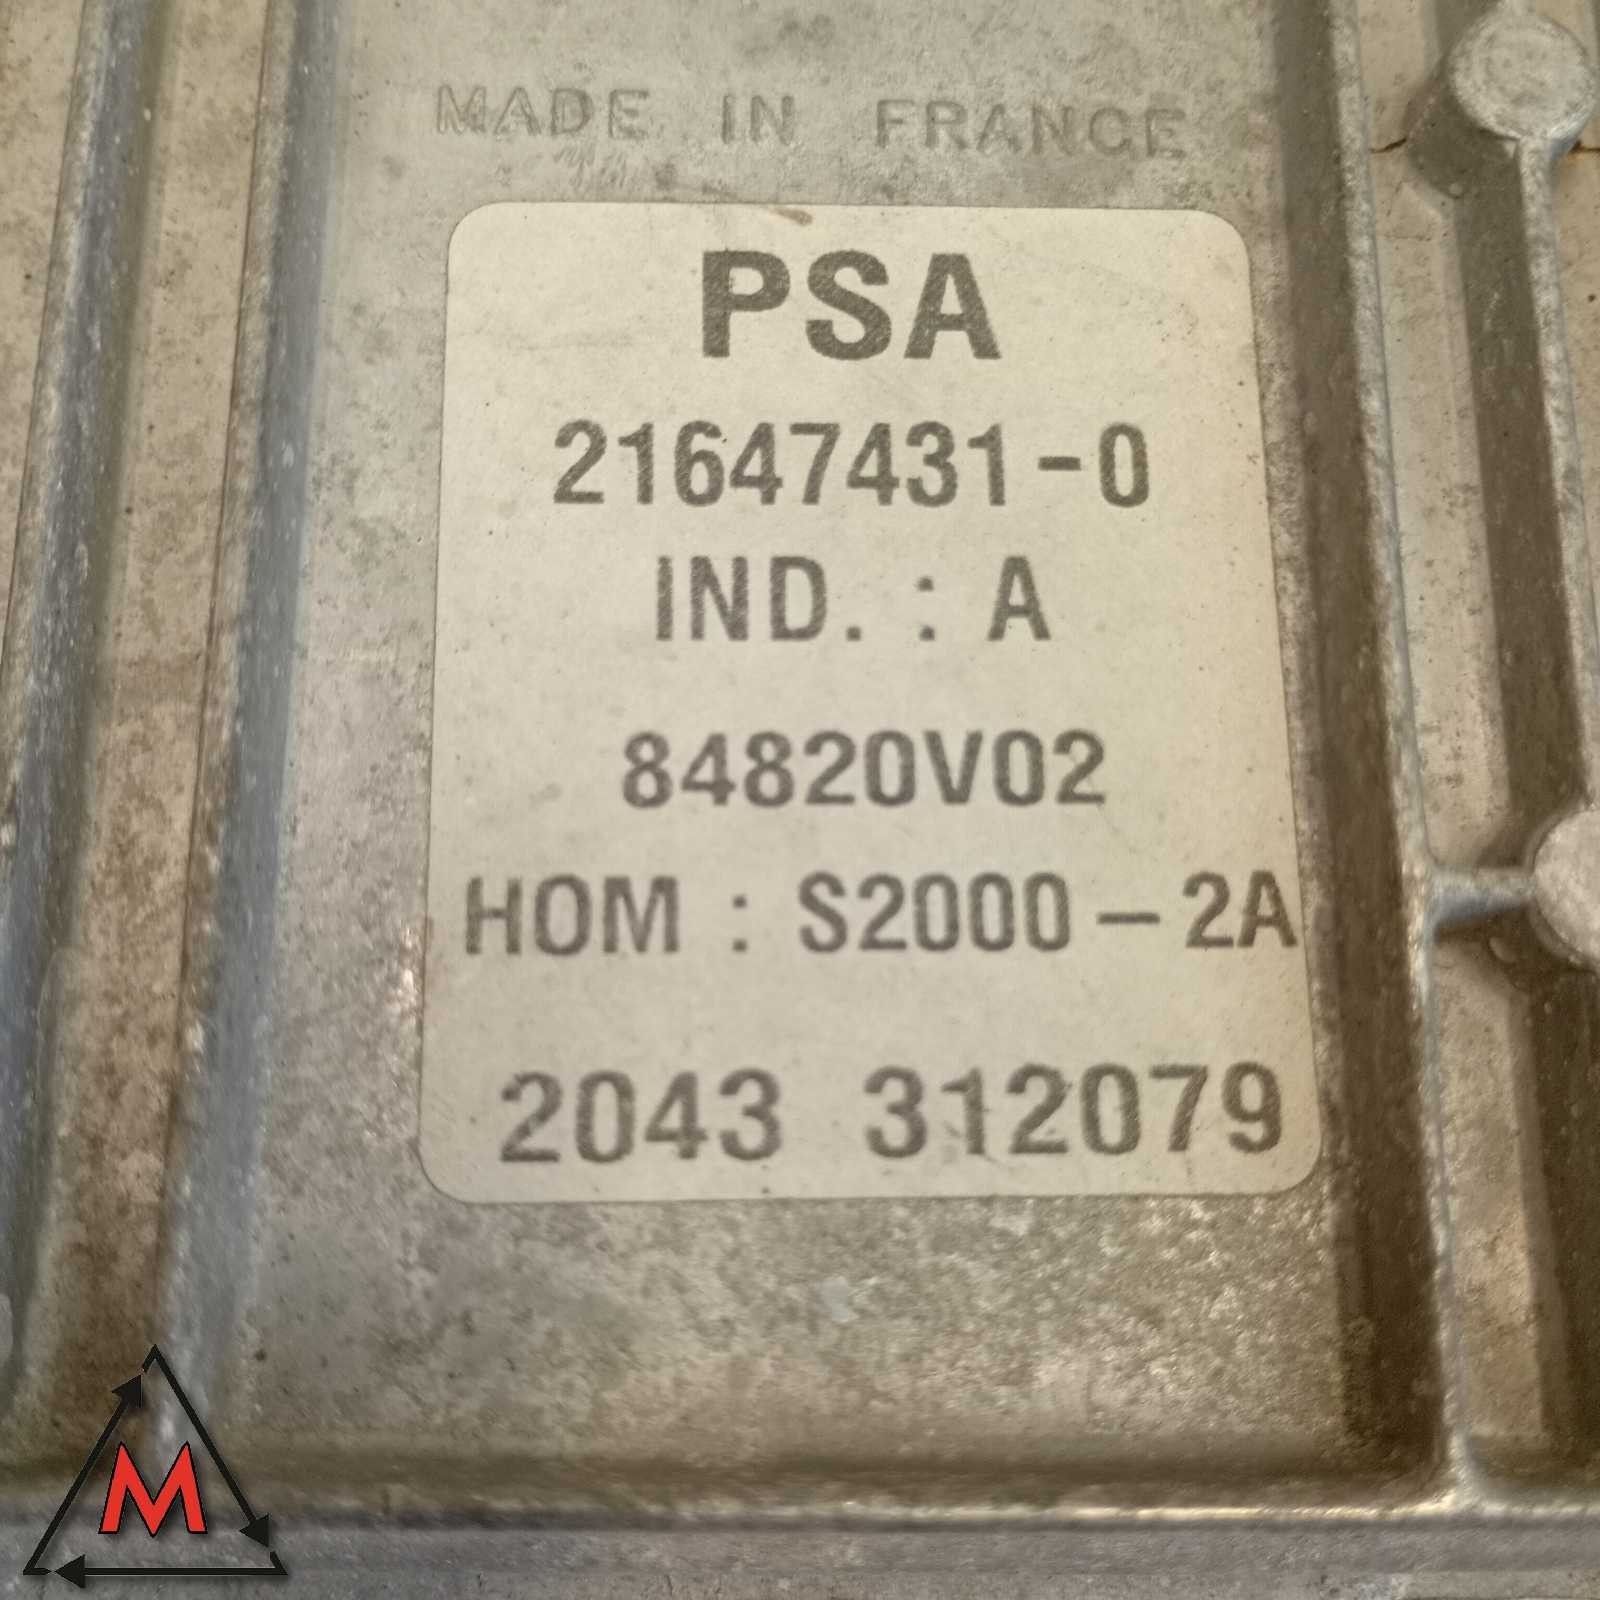 MADE IN FRANCE
PSA
21647431-0
IND. : A
84820V02
HOM : S2000-2A
2043 312079
M